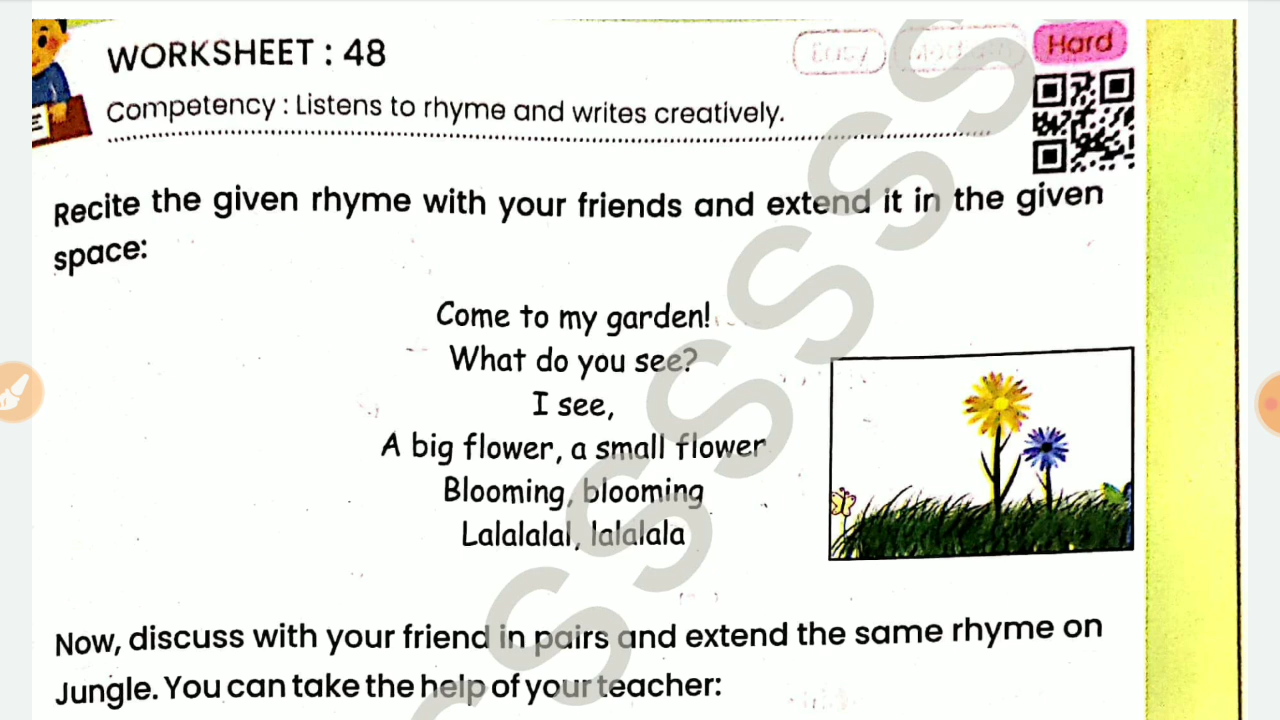 WORKSHEET : 48
Easy Moderate Hard
Competency : Listens to rhyme and writes creatively.
Recite the given rhyme with your friends and extend it in the given
space:
Come to my garden!
What do you see?
I see,
A big flower, a small flower
Blooming, blooming
Lalalalal, lalalala
Now, discuss with your friend in pairs and extend the same rhyme on
Jungle. You can take the help of your teacher:
SSSSSS